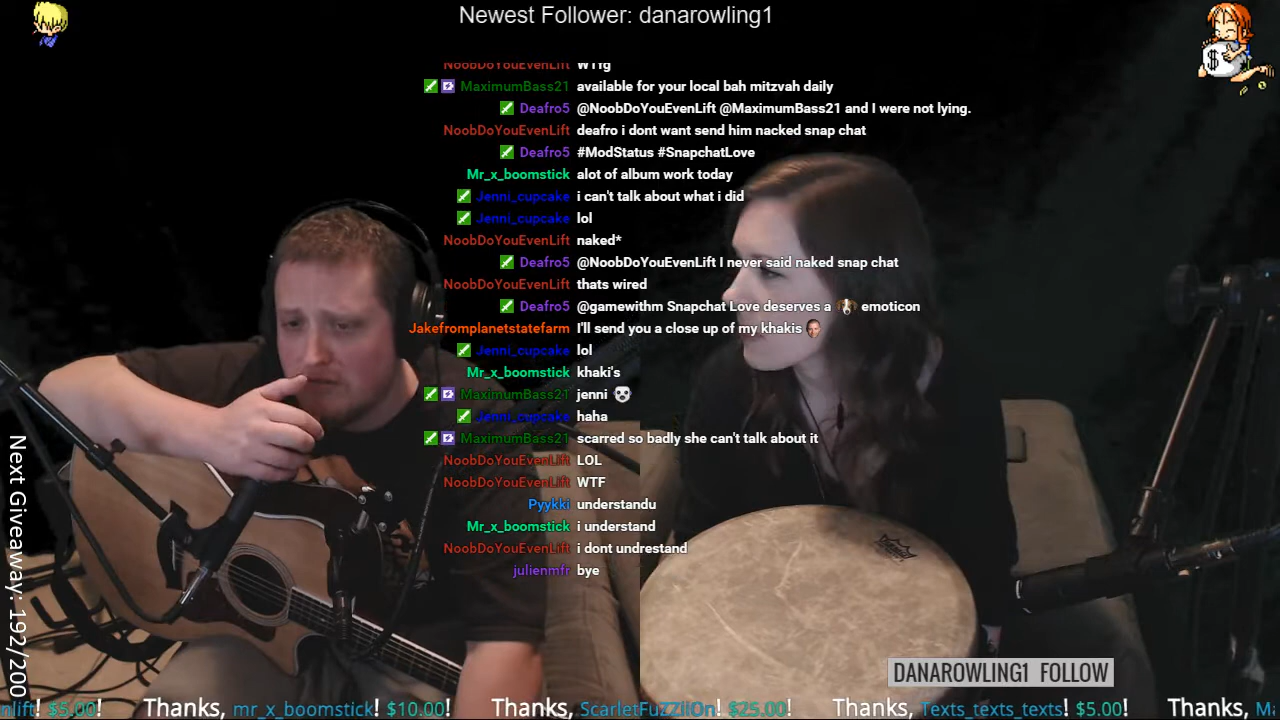 Newest Follower: danarowling1
NoobDoYouEvenLift WTfg
MaximumBass21 available for your local bah mitzvah daily
Deafro5 @NoobDoYouEvenLift @MaximumBass21 and I were not lying.
NoobDoYouEvenLift deafro i dont want send him nacked snap chat
Deafro5 #ModStatus #SnapchatLove
Mr_x_boomstick alot of album work today
Jenni_cupcake i can't talk about what i did
Jenni_cupcake lol
NoobDoYouEvenLift naked*
Deafro5 @NoobDoYouEvenLift I never said naked snap chat
NoobDoYouEvenLift thats wired
Deafro5 @gamewithm Snapchat Love deserves a emoticon
Jakefromplanetstatefarm I'll send you a close up of my khakis
Jenni_cupcake lol
Mr_x_boomstick khaki's
MaximumBass21 jenni
Jenni_cupcake haha
MaximumBass21 scarred so badly she can't talk about it
NoobDoYouEvenLift LOL
NoobDoYouEvenLift WTF
Pyykki understandu
Mr_x_boomstick i understand
NoobDoYouEvenLift i dont undrestand
julienmfr bye
Next Giveaway: 192/200
REMO
DANAROWLING1 FOLLOW
nlift! $5.00! Thanks, mr_x_boomstick! $10.00! Thanks, ScarletFuZZiiOn! $25.00! Thanks, Texts_texts_texts! $5.00! Thanks, M